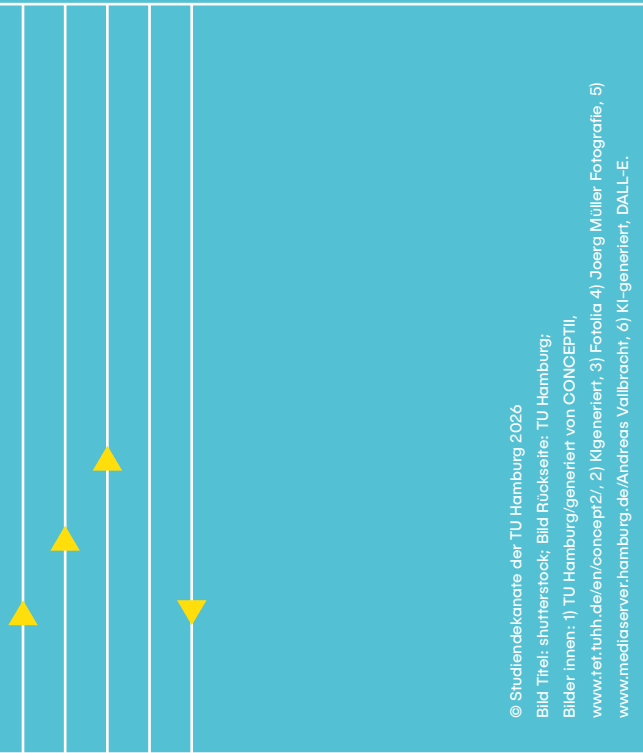 © Studiendekanate der TU Hamburg 2026
Bild Titel: shutterstock; Bild Rückseite: TU Hamburg;
Bilder innen: 1) TU Hamburg/generiert von CONCEPTII,
www.tet.tuhh.de/en/concept2/, 2) KIgeneriert, 3) Fotolia 4) Joerg Müller Fotografie, 5)
www.mediaserver.hamburg.de/Andreas Vallbracht, 6) KI-generiert, DALL-E.